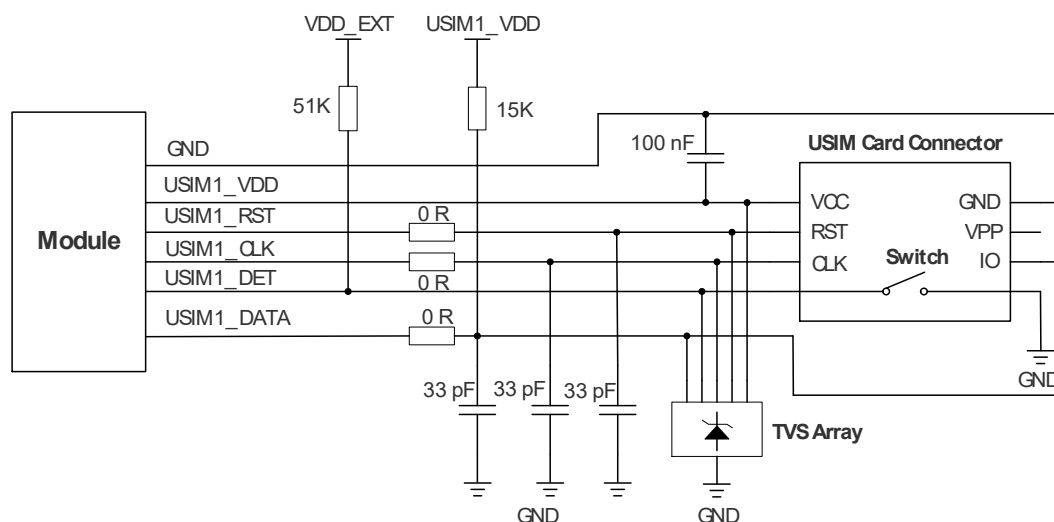 VDD_EXT
USIM1_VDD
51K
15K
GND
100 nF
USIM Card Connector
USIM1_VDD
VCC
GND
USIM1_RST
0 R
RST
VPP
Module
USIM1_CLK
CLK
Switch
IO
USIM1_DET
0 R
USIM1_DATA
0 R
GND
33 pF
33 pF
33 pF
TVS Array
GND
GND